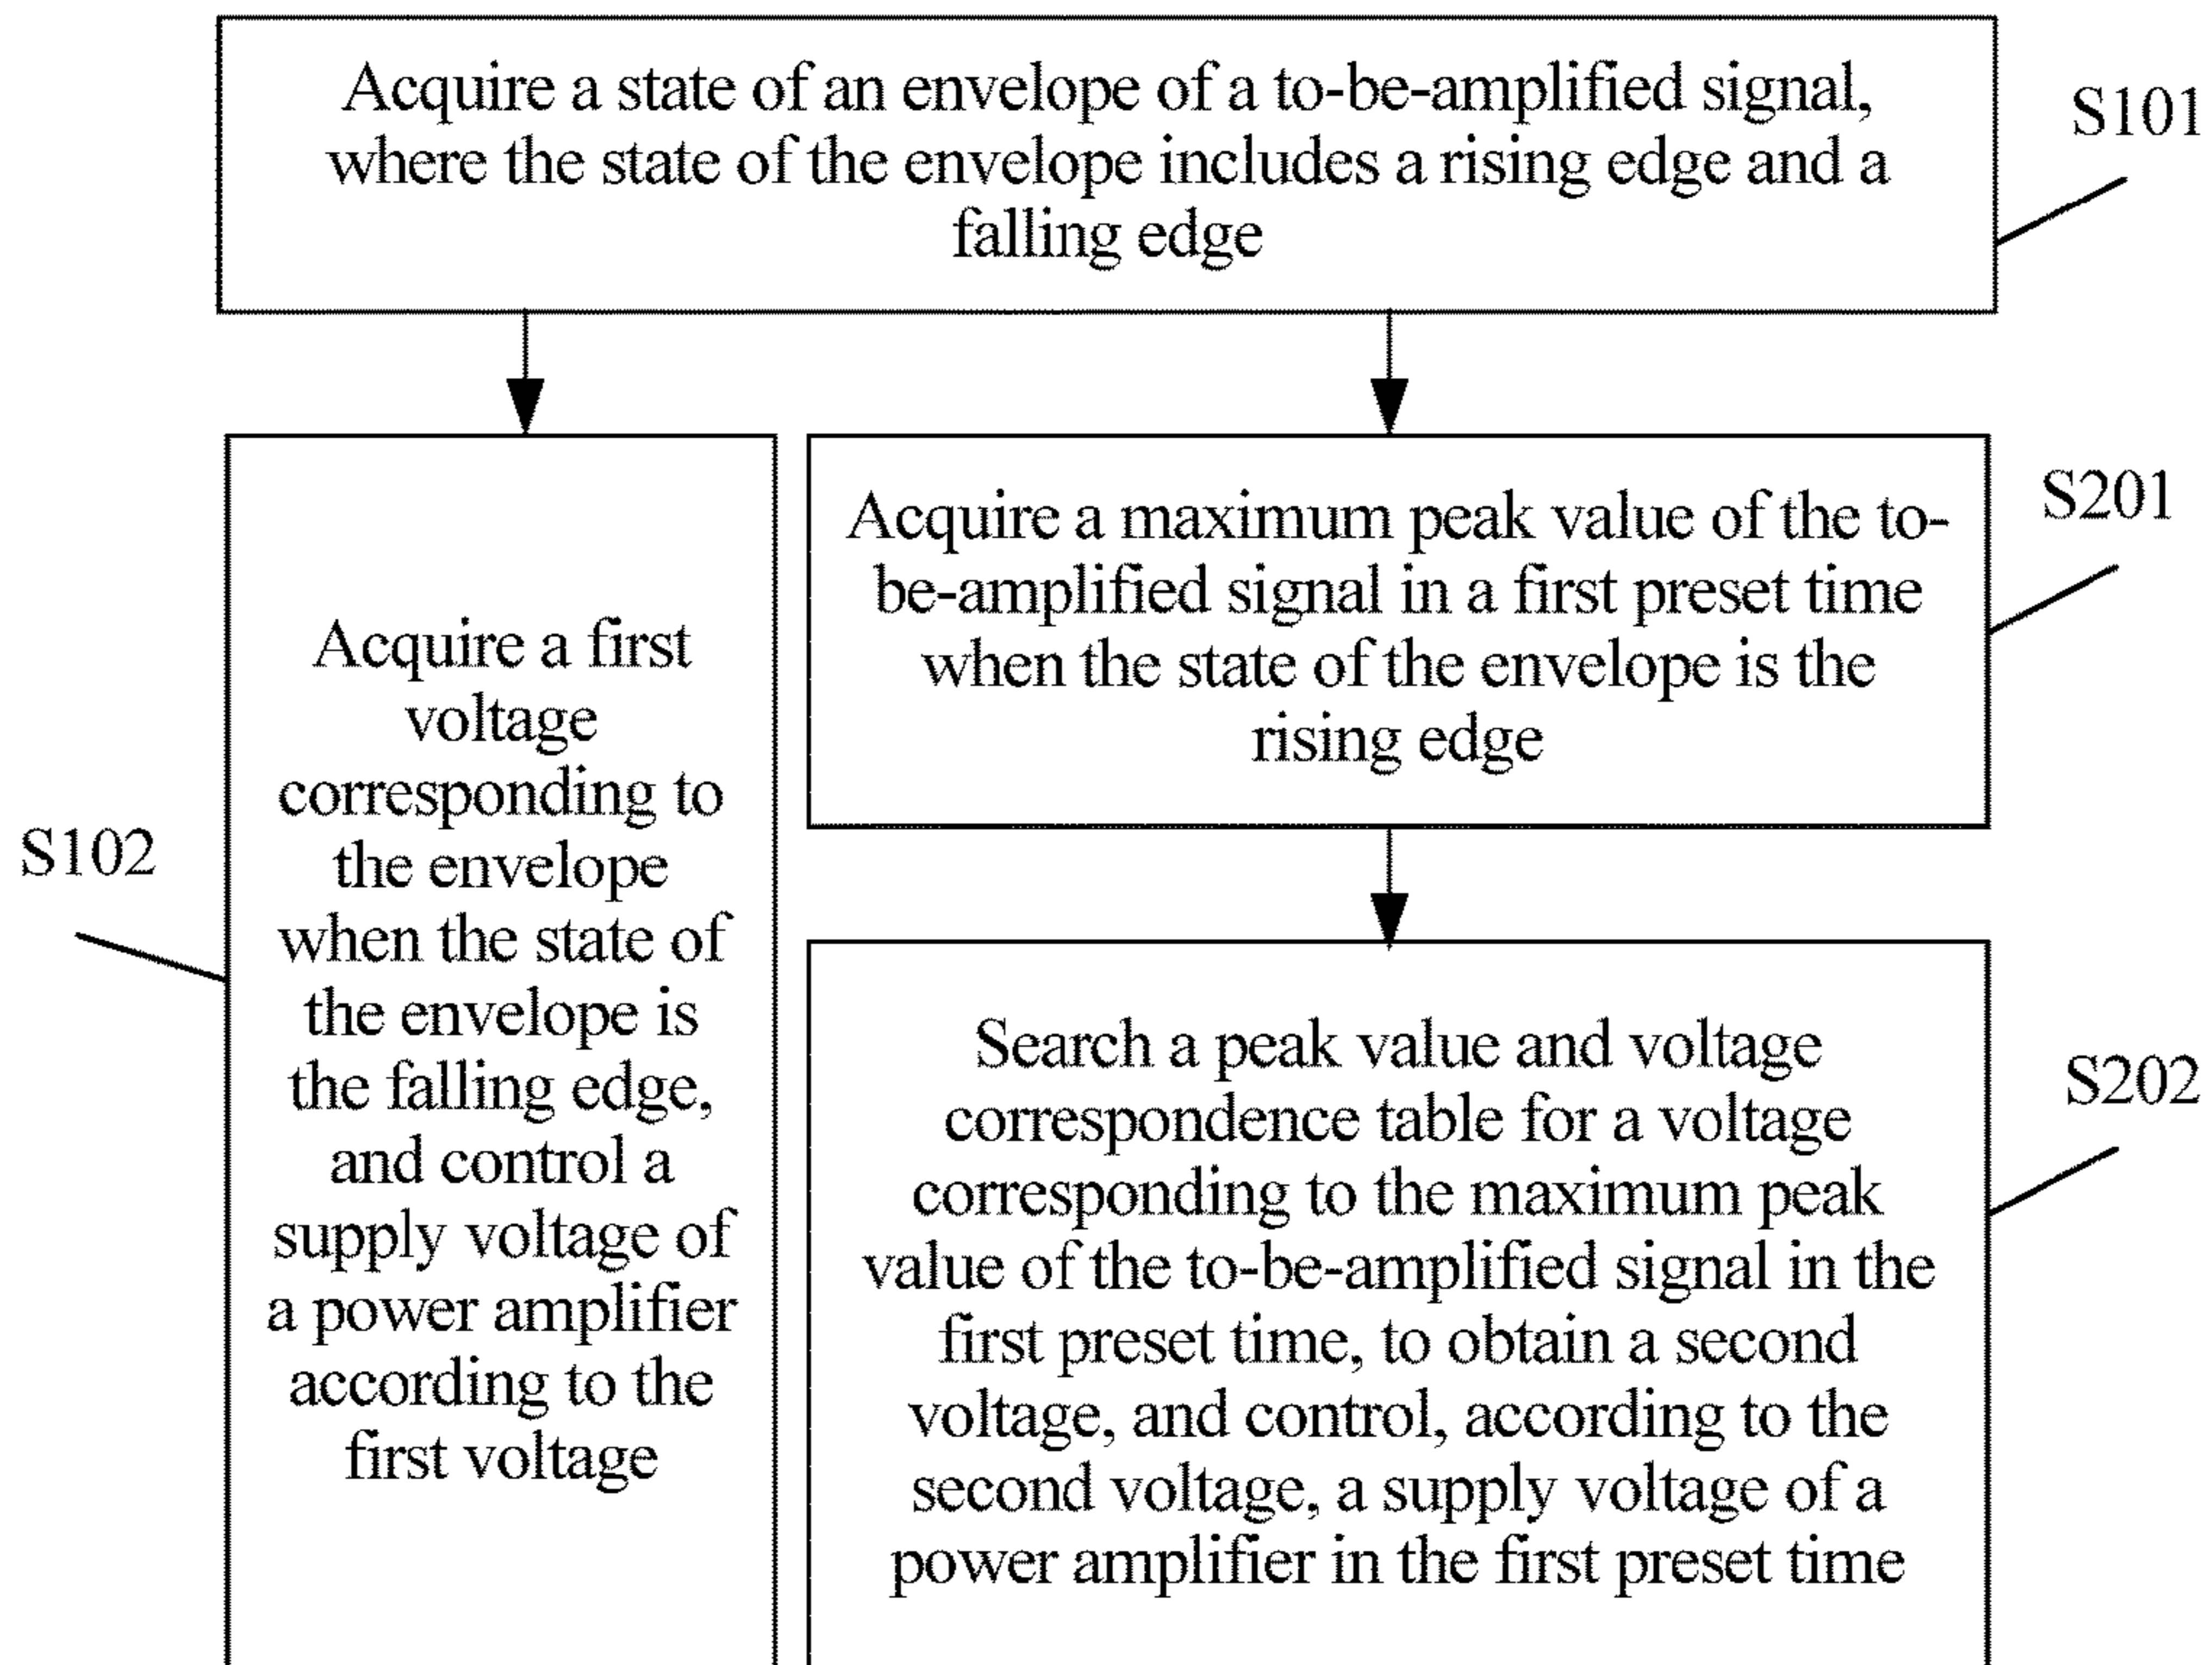 Acquire a state of an envelope of a to-be-amplified signal,
where the state of the envelope includes a rising edge and a
falling edge
S101
Acquire a first
voltage
corresponding to
the envelope
when the state of
the envelope is
the falling edge,
and control a
supply voltage of
a power amplifier
according to the
first voltage
S102
Acquire a maximum peak value of the to-
be-amplified signal in a first preset time
when the state of the envelope is the
rising edge
S201
Search a peak value and voltage
correspondence table for a voltage
corresponding to the maximum peak
value of the to-be-amplified signal in the
first preset time, to obtain a second
voltage, and control, according to the
second voltage, a supply voltage of a
power amplifier in the first preset time
S202